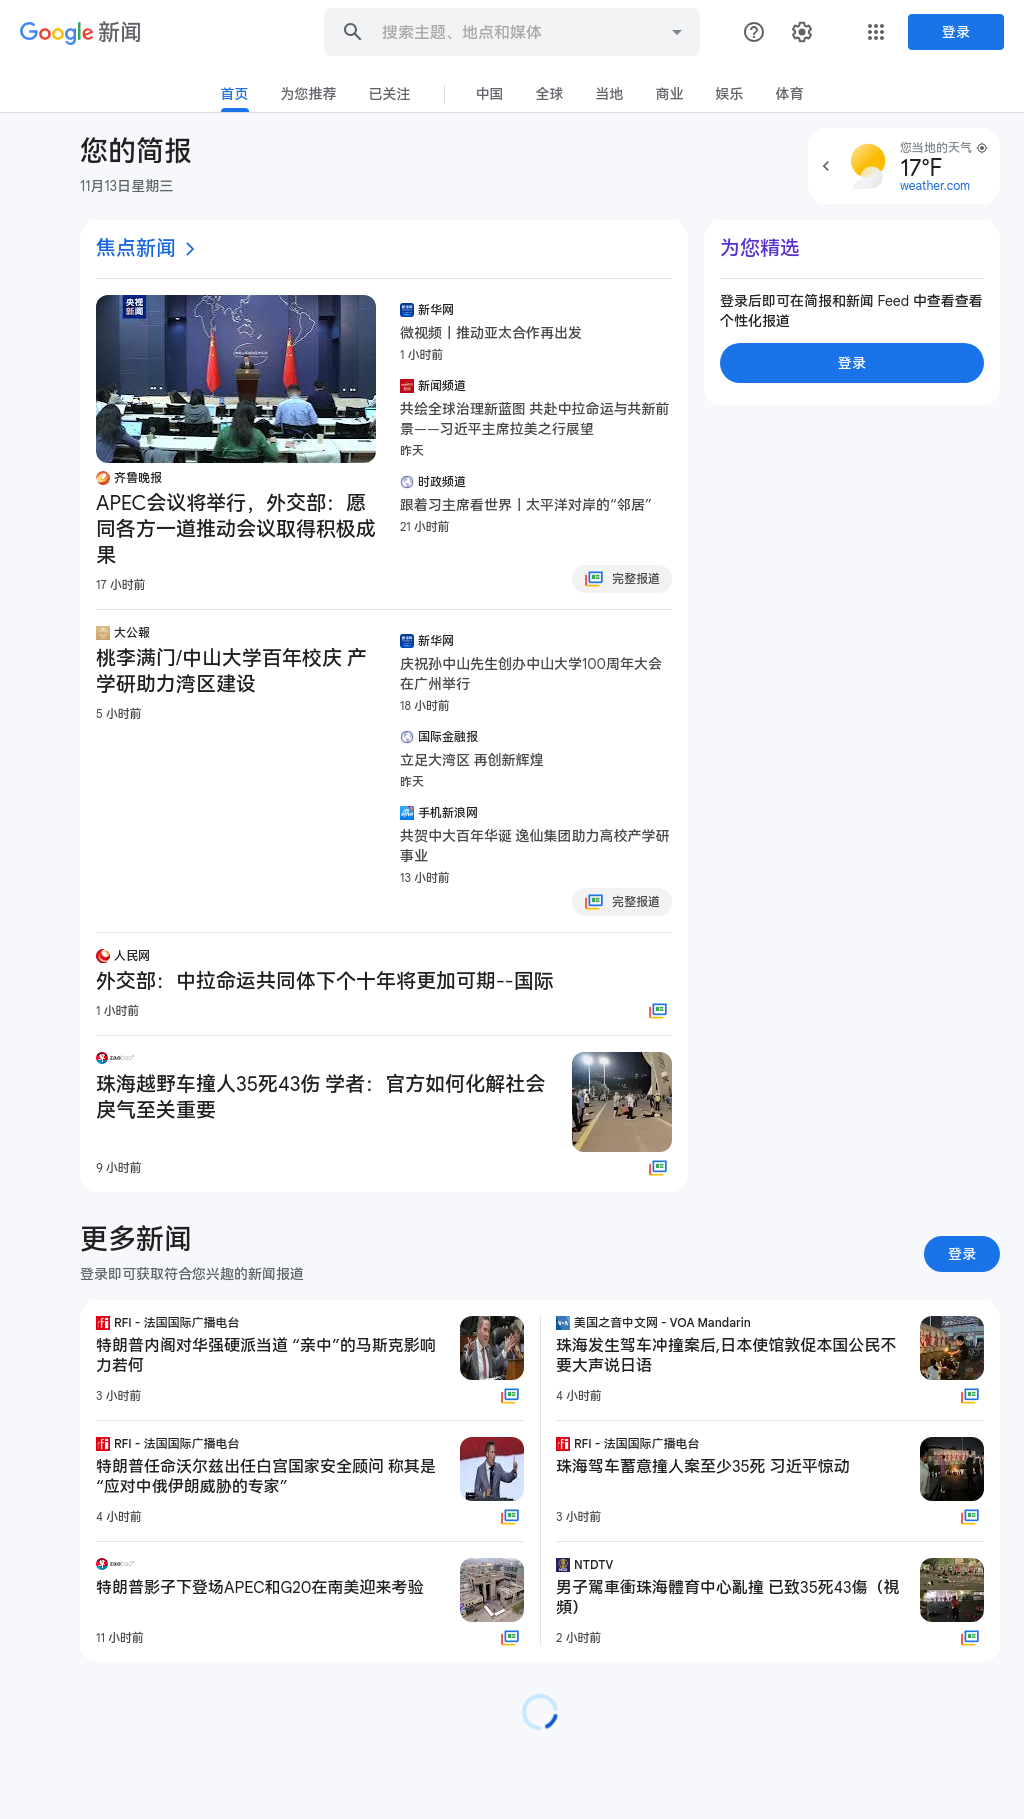 Google 新闻
搜索主题、地点和媒体
登录
首页
为您推荐
已关注
中国
全球
当地
商业
娱乐
体育
您的简报
11月13日星期三
您当地的天气
17°F
weather.com
焦点新闻
央视
新闻
齐鲁晚报
APEC会议将举行，外交部：愿
同各方一道推动会议取得积极成
果
17 小时前
新华网
微视频丨推动亚太合作再出发
1 小时前
新闻频道
共绘全球治理新蓝图 共赴中拉命运与共新前
景——习近平主席拉美之行展望
昨天
时政频道
跟着习主席看世界丨太平洋对岸的“邻居”
21 小时前
完整报道
为您精选
登录后即可在简报和新闻 Feed 中查看查看
个性化报道
登录
大公報
桃李满门/中山大学百年校庆 产
学研助力湾区建设
5 小时前
新华网
庆祝孙中山先生创办中山大学100周年大会
在广州举行
18 小时前
国际金融报
立足大湾区 再创新辉煌
昨天
手机新浪网
共贺中大百年华诞 逸仙集团助力高校产学研
事业
13 小时前
完整报道
人民网
外交部：中拉命运共同体下个十年将更加可期--国际
1 小时前
zaobao
珠海越野车撞人35死43伤 学者：官方如何化解社会
戾气至关重要
9 小时前
更多新闻
登录即可获取符合您兴趣的新闻报道
登录
RFI - 法国国际广播电台
特朗普内阁对华强硬派当道 “亲中”的马斯克影响
力若何
3 小时前
RFI - 法国国际广播电台
特朗普任命沃尔兹出任白宫国家安全顾问 称其是
“应对中俄伊朗威胁的专家”
4 小时前
zaobao
特朗普影子下登场APEC和G20在南美迎来考验
11 小时前
美国之音中文网 - VOA Mandarin
珠海发生驾车冲撞案后,日本使馆敦促本国公民不
要大声说日语
4 小时前
RFI - 法国国际广播电台
珠海驾车蓄意撞人案至少35死 习近平惊动
3 小时前
NTDTV
男子駕車衝珠海體育中心亂撞 已致35死43傷（視
頻）
2 小时前